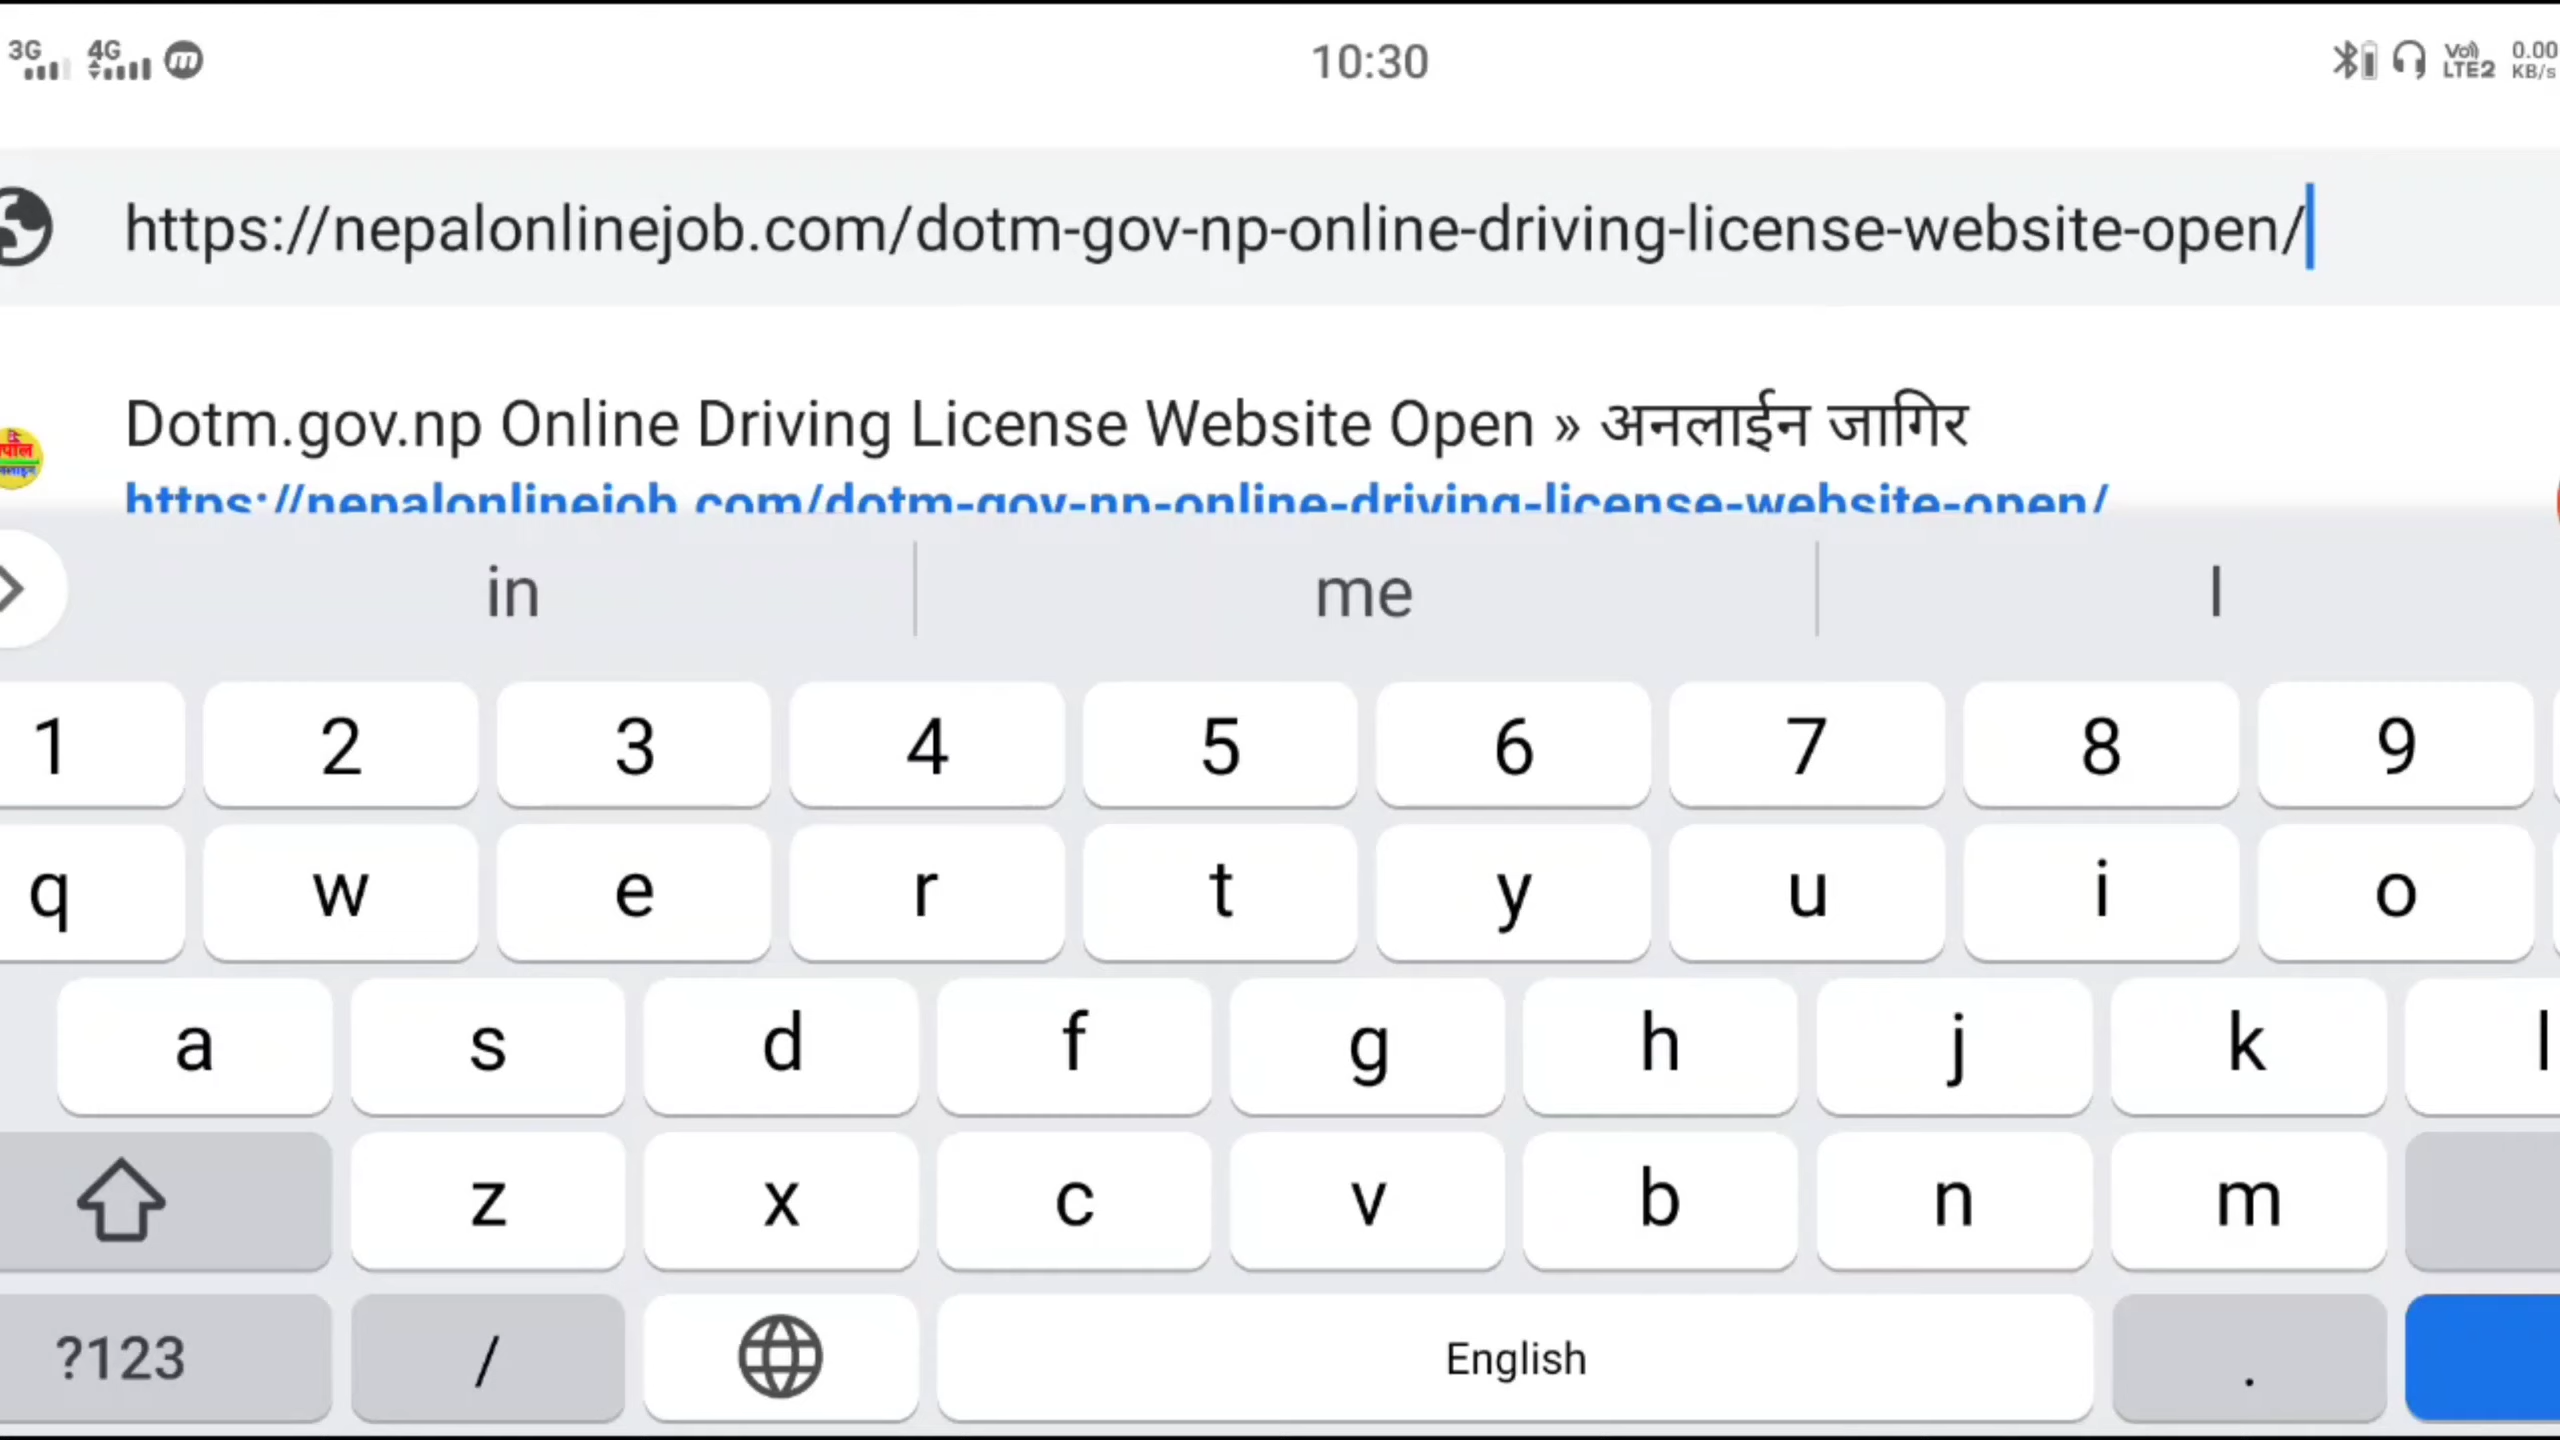 3G 4G 10:30 Vo) LTE2 0.00 KB/s
https://nepalonlinejob.com/dotm-gov-np-online-driving-license-website-open/
Dotm.gov.np Online Driving License Website Open » अनलाईन जागिर
https://nepalonlinejob.com/dotm-gov-np-online-driving-license-website-open/
in me I
1 2 3 4 5 6 7 8 9
q w e r t y u i o
a s d f g h j k l
z x c v b n m
?123 / English .